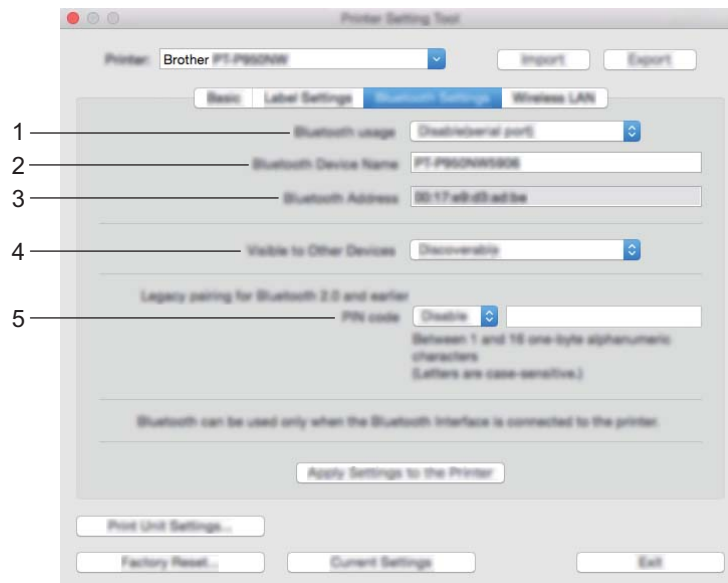 Printer Setting Tool
Printer: Brother PT-P950NW Import Export
Basic Label Settings Bluetooth Settings Wireless LAN
1 Bluetooth usage Disable(serial port)
2 Bluetooth Device Name PT-P950NW5906
3 Bluetooth Address
4 Visible to Other Devices Discoverable
Legacy pairing for Bluetooth 2.0 and earlier
5 PIN code Disable
Between 1 and 16 one-byte alphanumeric
characters
(Letters are case-sensitive.)
Bluetooth can be used only when the Bluetooth Interface is connected to the printer.
Apply Settings to the Printer
Print Unit Settings...
Factory Reset... Current Settings Exit